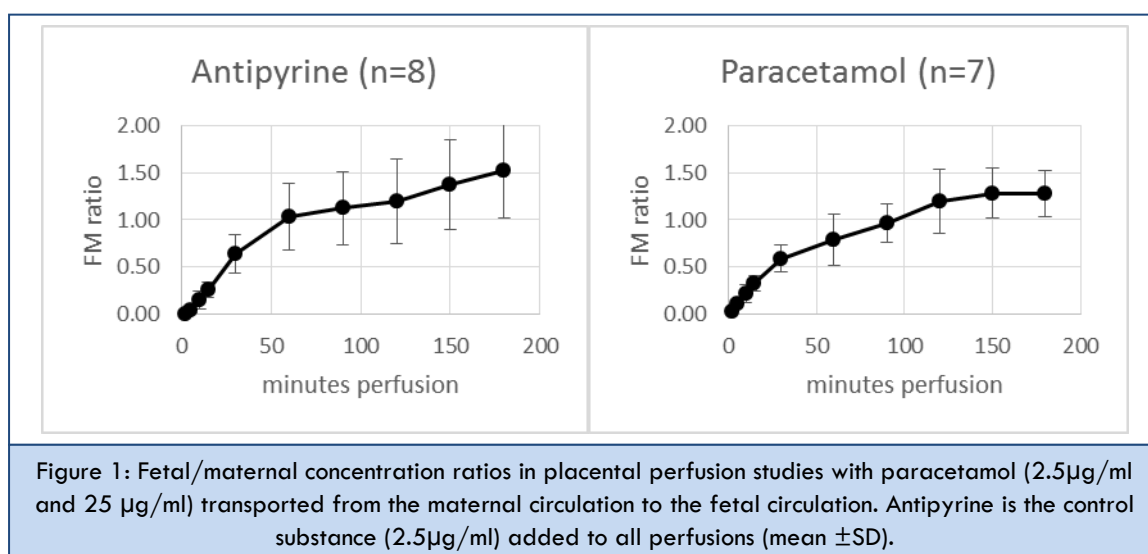 Antipyrine (n=8)
FM ratio
2.00
1.50
1.00
0.50
0.00
0 50 100 150 200
minutes perfusion
Paracetamol (n=7)
FM ratio
2.00
1.50
1.00
0.50
0.00
0 50 100 150 200
minutes perfusion
Figure 1: Fetal/maternal concentration ratios in placental perfusion studies with paracetamol (2.5µg/ml
and 25 µg/ml) transported from the maternal circulation to the fetal circulation. Antipyrine is the control
substance (2.5µg/ml) added to all perfusions (mean ±SD).